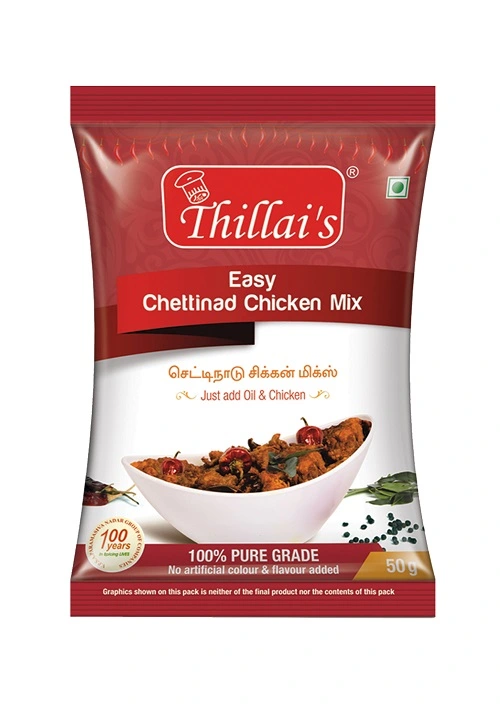 Thillai's ®
Easy
Chettinad Chicken Mix
செட்டிநாடு சிக்கன் மிக்ஸ்
Just add Oil & Chicken
100
years
100% PURE GRADE
No artificial colour & flavour added
50 g
Graphics shown on this pack is neither of the final product nor the contents of this pack